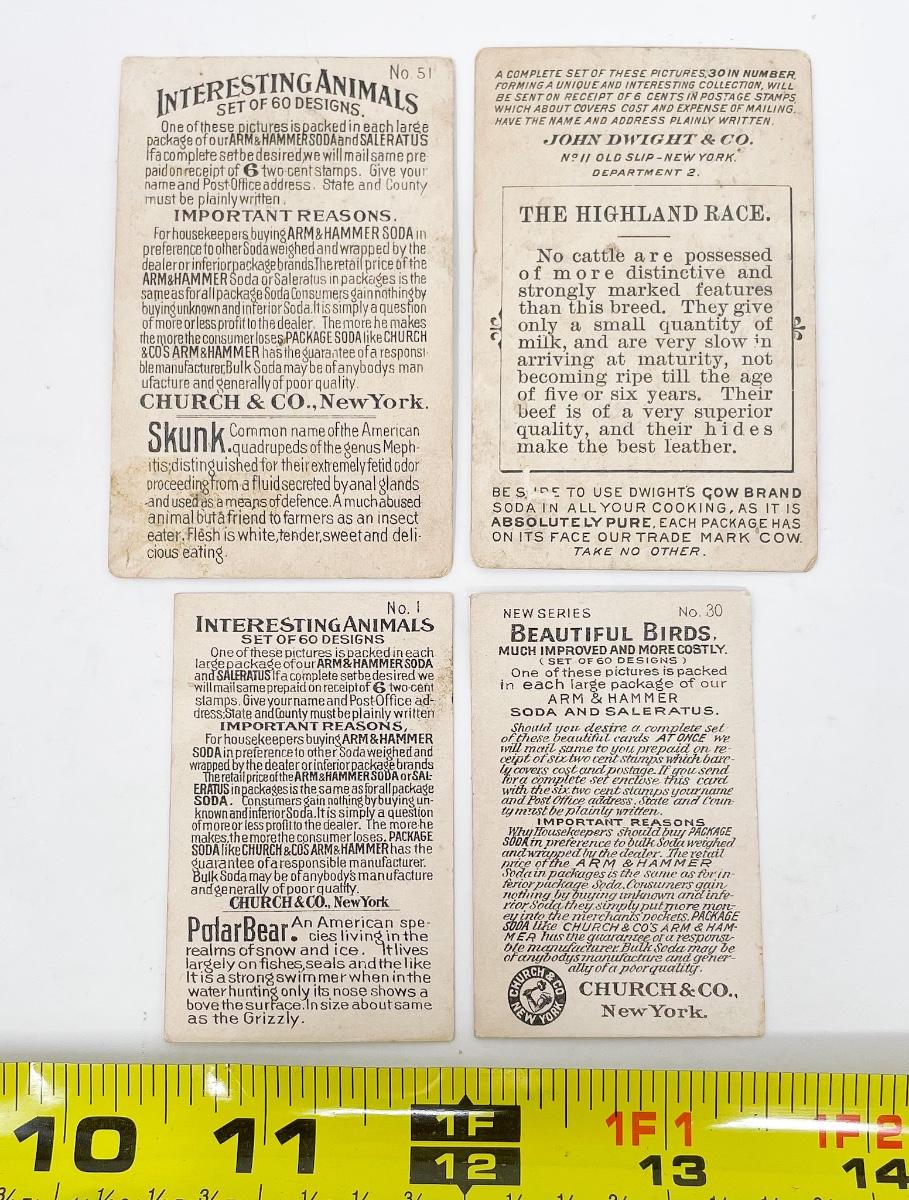 No. 51
INTERESTING ANIMALS
SET OF 60 DESIGNS.
One of these pictures is packed in each large
package of our ARM & HAMMER SODA and SALERATUS
If a complete set be desired, we will mail same pre
paid on receipt of 6 two cent stamps. Give your
name and Post Office address. State and County
must be plainly written.
IMPORTANT REASONS.
For housekeepers buying ARM & HAMMER SODA in
preference to other Soda weighed and wrapped by the
dealer or inferior package brands. The retail price of the
ARM & HAMMER Soda or Saleratus in packages is the
same as for all package Soda. Consumers gain nothing by
buying unknown and inferior Soda. It is simply a question
of more or less profit to the dealer. The more he makes
the more the consumer loses. PACKAGE SODA like CHURCH
& CO'S ARM & HAMMER has the guarantee of a responsi
ble manufacturer, Bulk Soda may be of anybodys man
ufacture and generally of poor quality.
CHURCH & CO., New York.
Skunk. Common name of the American
quadrupeds of the genus Meph-
itis; distinguished for their extremely fetid odor
proceeding from a fluid secreted by anal glands
and used as a means of defence. A much abused
animal but a friend to farmers as an insect
eater. Flesh is white, tender, sweet and deli-
cious eating.
A COMPLETE SET OF THESE PICTURES, 30 IN NUMBER,
FORMING A UNIQUE AND INTERESTING COLLECTION, WILL
BE SENT ON RECEIPT OF 6 CENTS IN POSTAGE STAMPS,
WHICH ABOUT COVERS COST AND EXPENSE OF MAILING.
HAVE THE NAME AND ADDRESS PLAINLY WRITTEN.
JOHN DWIGHT & CO.
Nº 11 OLD SLIP - NEW YORK.
DEPARTMENT 2.
THE HIGHLAND RACE.
No cattle are possessed
of more distinctive and
strongly marked features
than this breed. They give
only a small quantity of
milk, and are very slow in
arriving at maturity, not
becoming ripe till the age
of five or six years. Their
beef is of a very superior
quality, and their hides
make the best leather.
BE SURE TO USE DWIGHT'S COW BRAND
SODA IN ALL YOUR COOKING, AS IT IS
ABSOLUTELY PURE, EACH PACKAGE HAS
ON ITS FACE OUR TRADE MARK COW.
TAKE NO OTHER.
No. 1
INTERESTING ANIMALS
SET OF 60 DESIGNS
One of these pictures is packed in each
large package of our ARM & HAMMER SODA
and SALERATUS If a complete set be desired we
will mail same prepaid on receipt of 6 two cent
stamps. Give your name and Post Office ad-
dress; State and County must be plainly written
IMPORTANT REASONS,
For housekeepers buying ARM & HAMMER
SODA in preference to other Soda weighed and
wrapped by the dealer or inferior package brands
The retail price of the ARM & HAMMER SODA or SAL-
ERATUS in packages is the same as for all package
SODA. Consumers gain nothing by buying un-
known and inferior Soda. It is simply a question
of more or less profit to the dealer. The more he
makes, the more the consumer loses. PACKAGE
SODA like CHURCH & CO'S ARM & HAMMER has the
guarantee of a responsible manufacturer.
Bulk Soda may be of anybody's manufacture
and generally of poor quality.
CHURCH & CO., New York
Polar Bear. An American spe-
cies living in the
realms of snow and ice. It lives
largely on fishes, seals and the like
It is a strong swimmer when in the
water hunting only its nose shows a
bove the surface. In size about same
as the Grizzly.
NEW SERIES No. 30
BEAUTIFUL BIRDS,
MUCH IMPROVED AND MORE COSTLY.
(SET OF 60 DESIGNS)
One of these pictures is packed
in each large package of our
ARM & HAMMER
SODA AND SALERATUS.
Should you desire a complete set
of these beautiful cards AT ONCE we
will mail same to you prepaid on re-
ceipt of six two cent stamps which bare-
ly covers cost and postage. If you send
for a complete set enclose this card
with the six two cent stamps your name
and Post Office address. State and Coun-
ty must be plainly written.
IMPORTANT REASONS
Why Housekeepers should buy PACKAGE
SODA in preference to bulk Soda weighed
and wrapped by the dealer. The retail
price of the ARM & HAMMER
Soda in packages is the same as for in-
ferior package Soda. Consumers gain
nothing by buying unknown and infe-
rior Soda, they simply put more mon-
ey into the merchants' pockets. PACKAGE
SODA like CHURCH & CO'S ARM & HAM-
MER has the guarantee of a responsi-
ble manufacturer. Bulk Soda may be
of anybodys manufacture and gener-
ally of a poor quality.
CHURCH & CO.
NEW YORK
CHURCH & CO.,
New York.
10 11 1F 1F 1 1F 2
12 13 14